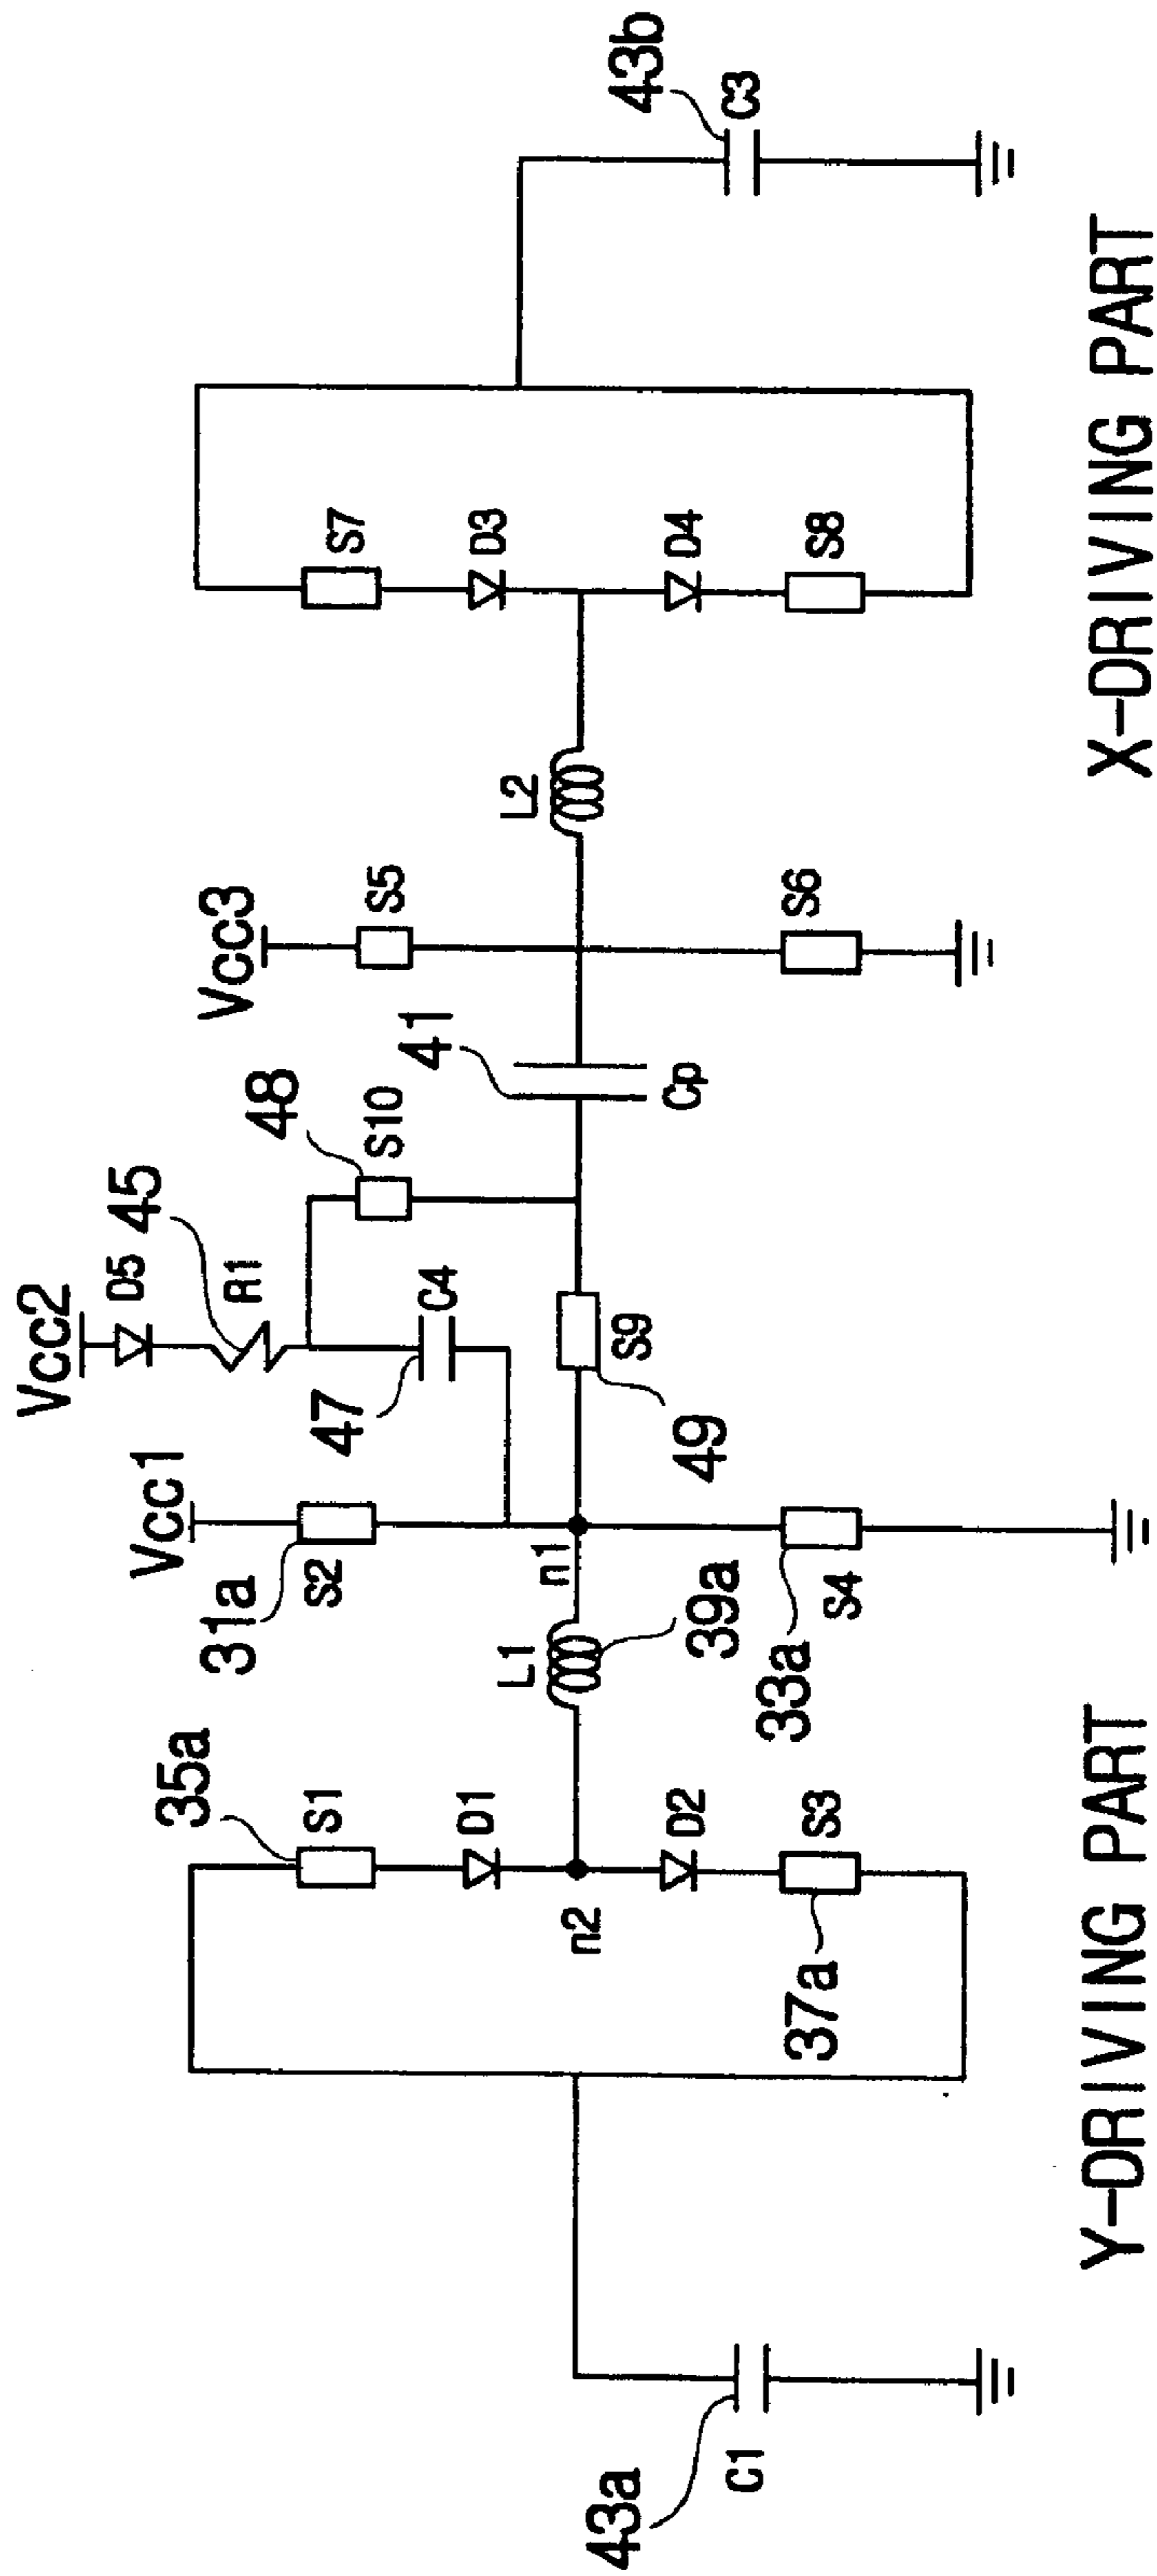 Vcc2
D5
45
R1
48
S10
47
C4
Vcc1
31a
S2
n1
S9
49
41
Cp
Vcc3
S5
S6
L2
S7
D3
D4
S8
43b
C3
35a
S1
D1
n2
D2
S3
37a
L1
39a
33a
S4
43a
C1
Y-DRIVING PART
X-DRIVING PART